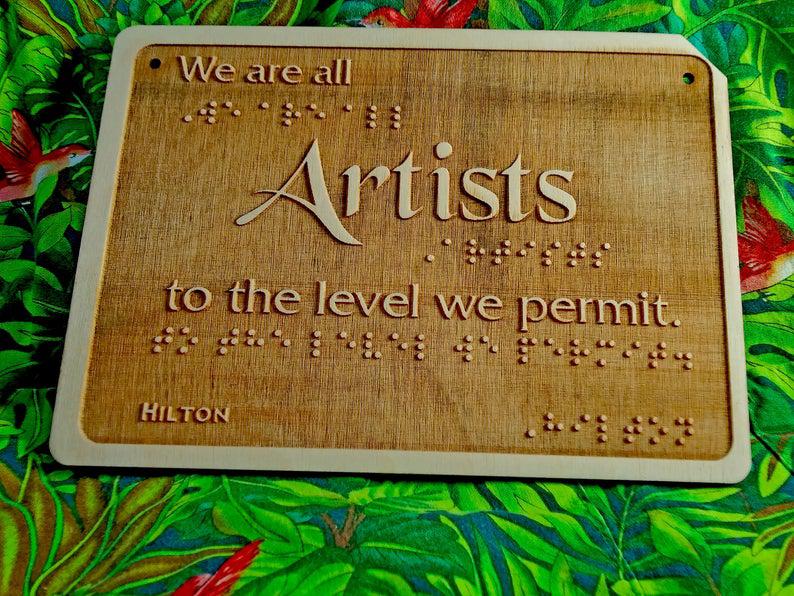 We are all
⠠⠺⠑ ⠁⠗⠑ ⠁⠇⠇
Artists
⠠⠁⠗⠞⠊⠎⠞⠎
to the level we permit.
⠞⠕ ⠞⠓⠑ ⠇⠑⠧⠑⠇ ⠺⠑ ⠏⠑⠗⠍⠊⠞⠲
HILTON
⠠⠓⠊⠇⠞⠕⠝